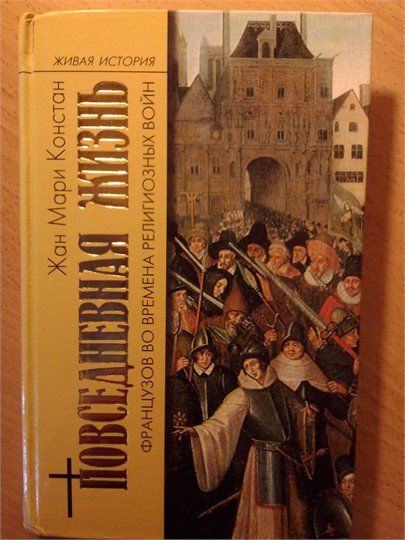 ЖИВАЯ ИСТОРИЯ
Жан Мари Констан
ПОВСЕДНЕВНАЯ ЖИЗНЬ
ФРАНЦУЗОВ ВО ВРЕМЕНА РЕЛИГИОЗНЫХ ВОЙН